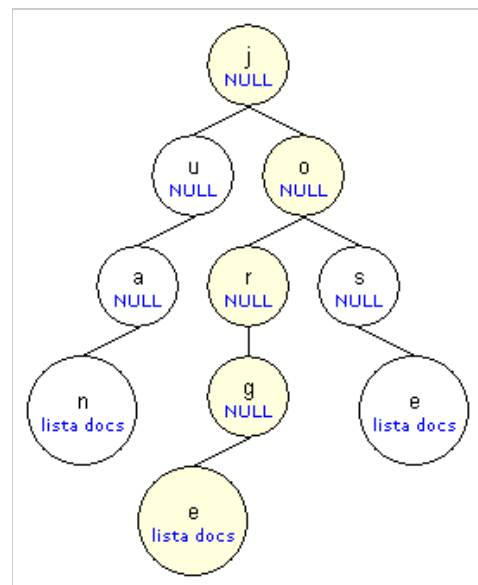 j
NULL
u
NULL
o
NULL
a
NULL
r
NULL
s
NULL
n
lista docs
g
NULL
e
lista docs
e
lista docs